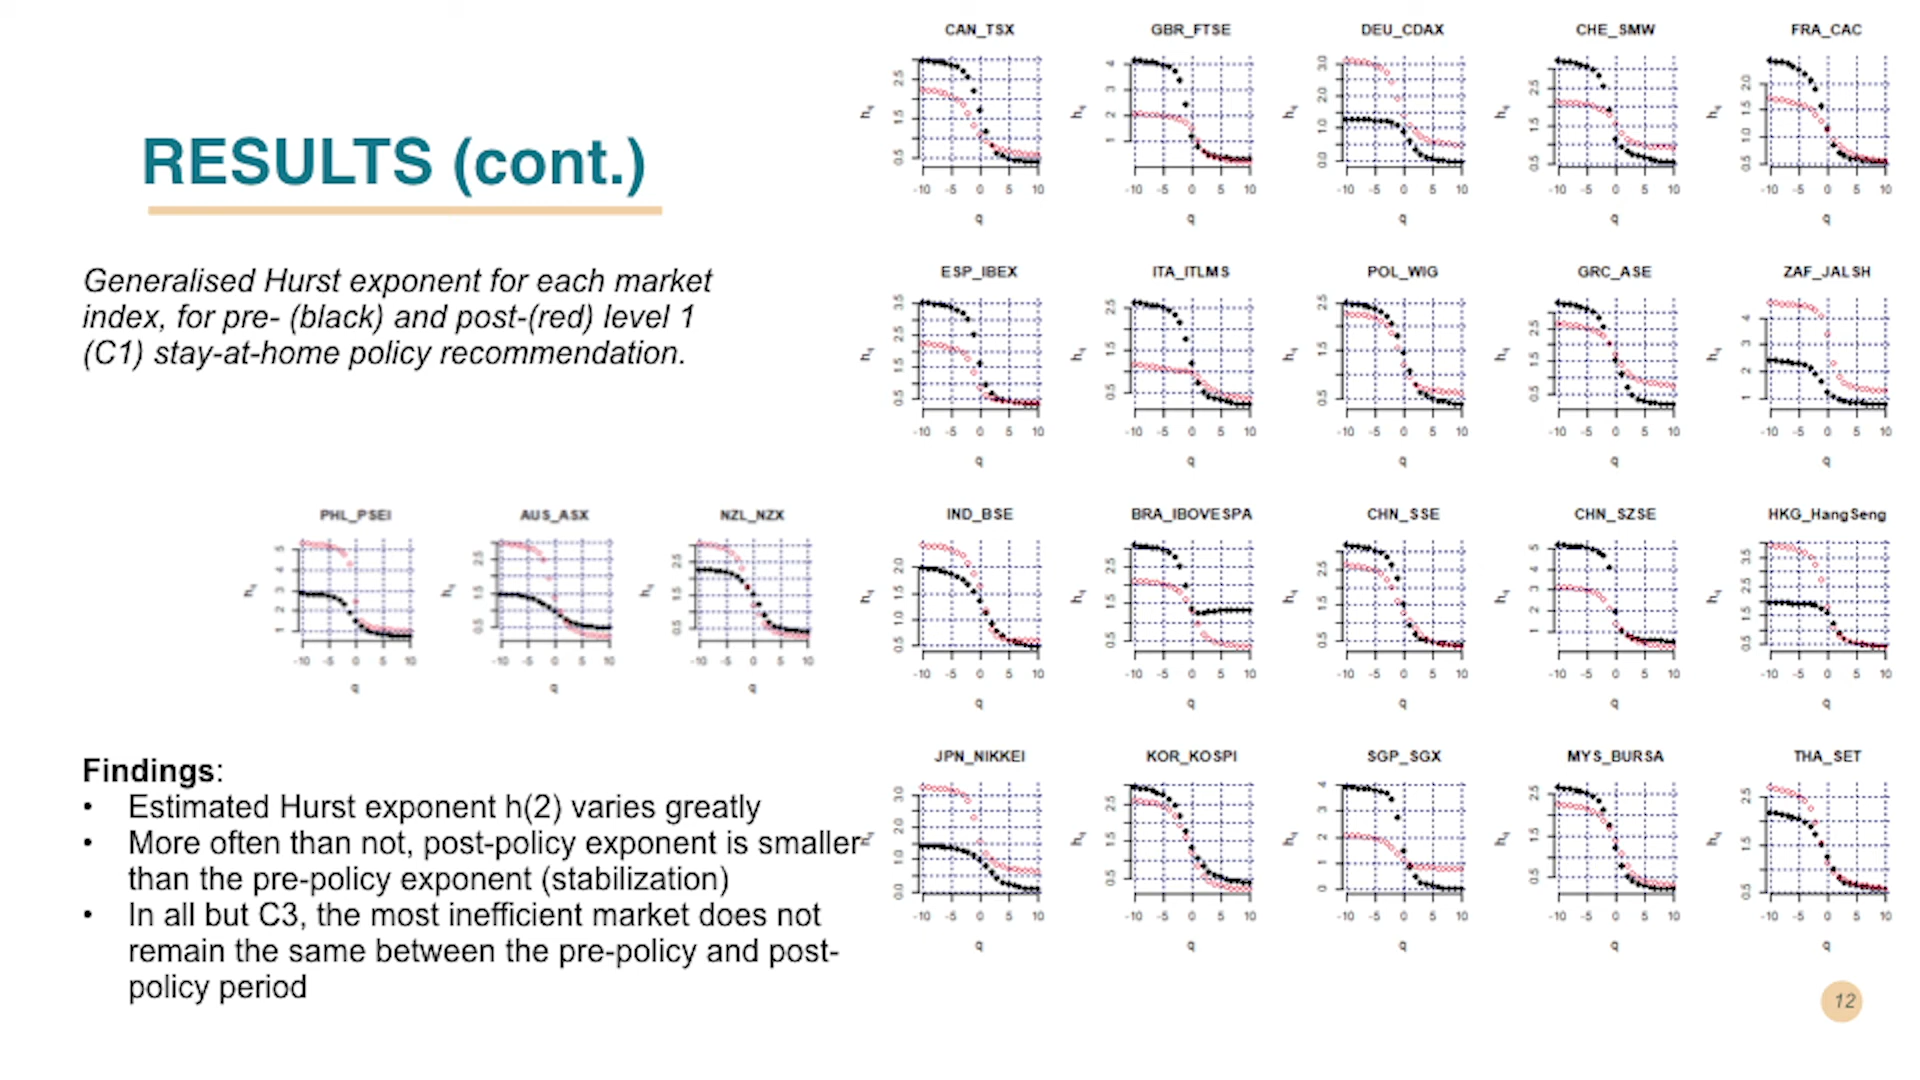 RESULTS (cont.)
Generalised Hurst exponent for each market
index, for pre- (black) and post-(red) level 1
(C1) stay-at-home policy recommendation.
CAN_TSX
GBR_FTSE
DEU_CDAX
CHE_SMW
FRA_CAC
ESP_IBEX
ITA_ITLMS
POL_WIG
GRC_ASE
ZAF_JALSH
PHL_PSEI
AUS_ASX
NZL_NZX
IND_BSE
BRA_IBOVESPA
CHN_SSE
CHN_SZSE
HKG_HangSeng
JPN_NIKKEI
KOR_KOSPI
SGP_SGX
MYS_BURSA
THA_SET
Findings:
• Estimated Hurst exponent h(2) varies greatly
• More often than not, post-policy exponent is smaller
than the pre-policy exponent (stabilization)
• In all but C3, the most inefficient market does not
remain the same between the pre-policy and post-
policy period
12